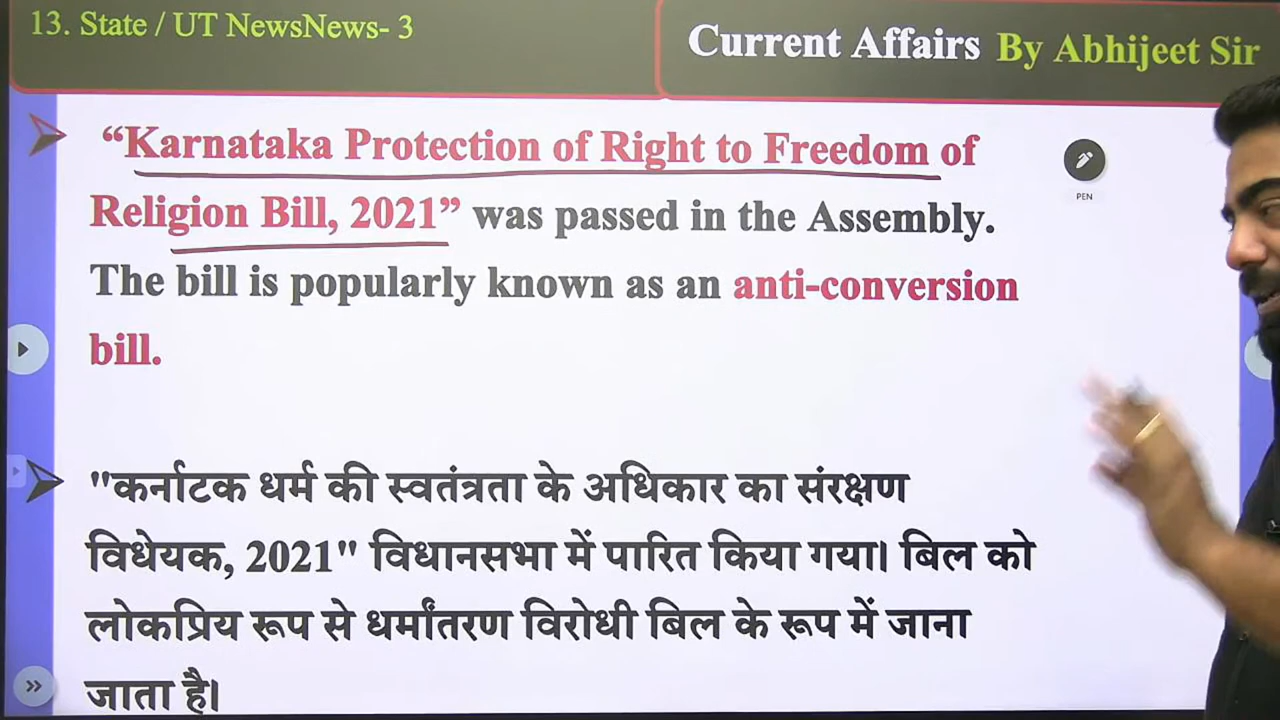 13. State / UT NewsNews- 3
Current Affairs By Abhijeet Sir
“Karnataka Protection of Right to Freedom of
Religion Bill, 2021” was passed in the Assembly.
The bill is popularly known as an anti-conversion
bill.
PEN
"कर्नाटक धर्म की स्वतंत्रता के अधिकार का संरक्षण
विधेयक, 2021" विधानसभा में पारित किया गया। बिल को
लोकप्रिय रूप से धर्मांतरण विरोधी बिल के रूप में जाना
जाता है।